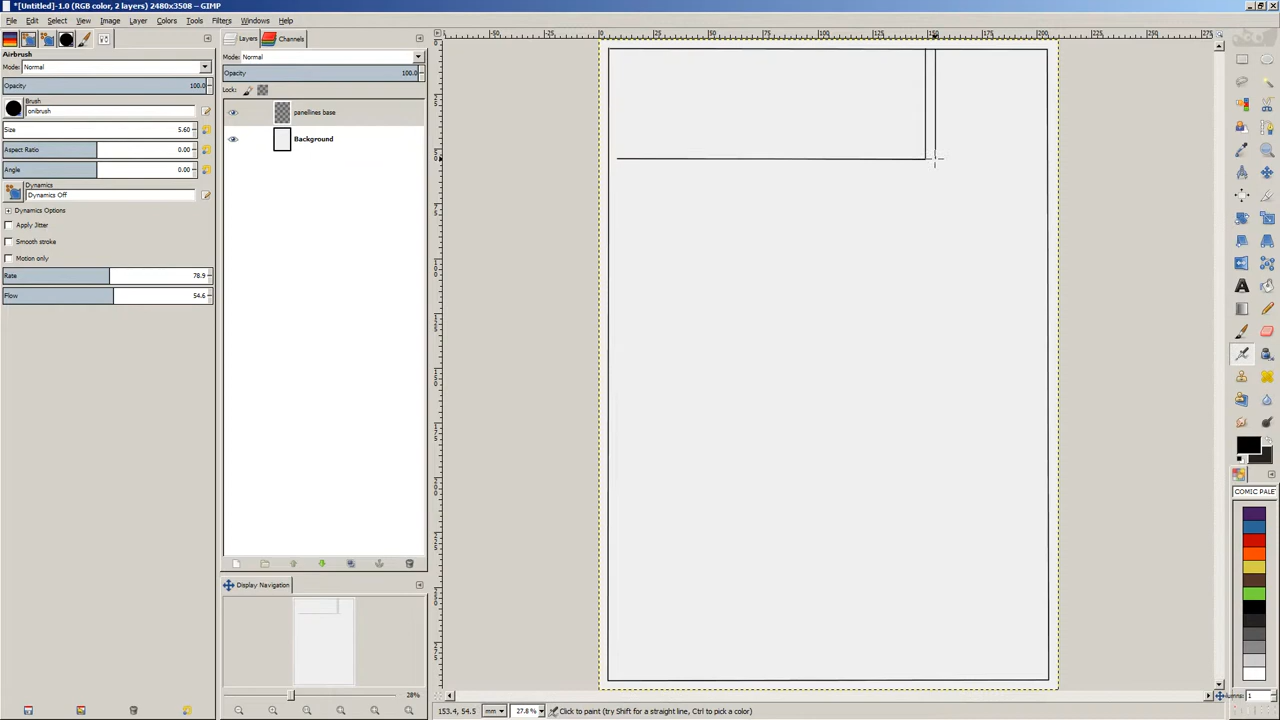 *[Untitled]-1.0 (RGB color, 2 layers) 2480x3508 – GIMP
File Edit Select View Image Layer Colors Tools Filters Windows Help
Airbrush
Mode: Normal
Opacity 100.0
Brush
onibrush
Size 5.60
Aspect Ratio 0.00
Angle 0.00
Dynamics
Dynamics Off
Dynamics Options
Apply Jitter
Smooth stroke
Motion only
Rate 78.9
Flow 54.6
Layers Channels
Mode: Normal
Opacity 100.0
Lock:
panellines base
Background
Display Navigation
28%
COMIC PALE
153.4, 54.5 mm 27.8 % Click to paint (try Shift for a straight line, Ctrl to pick a color)